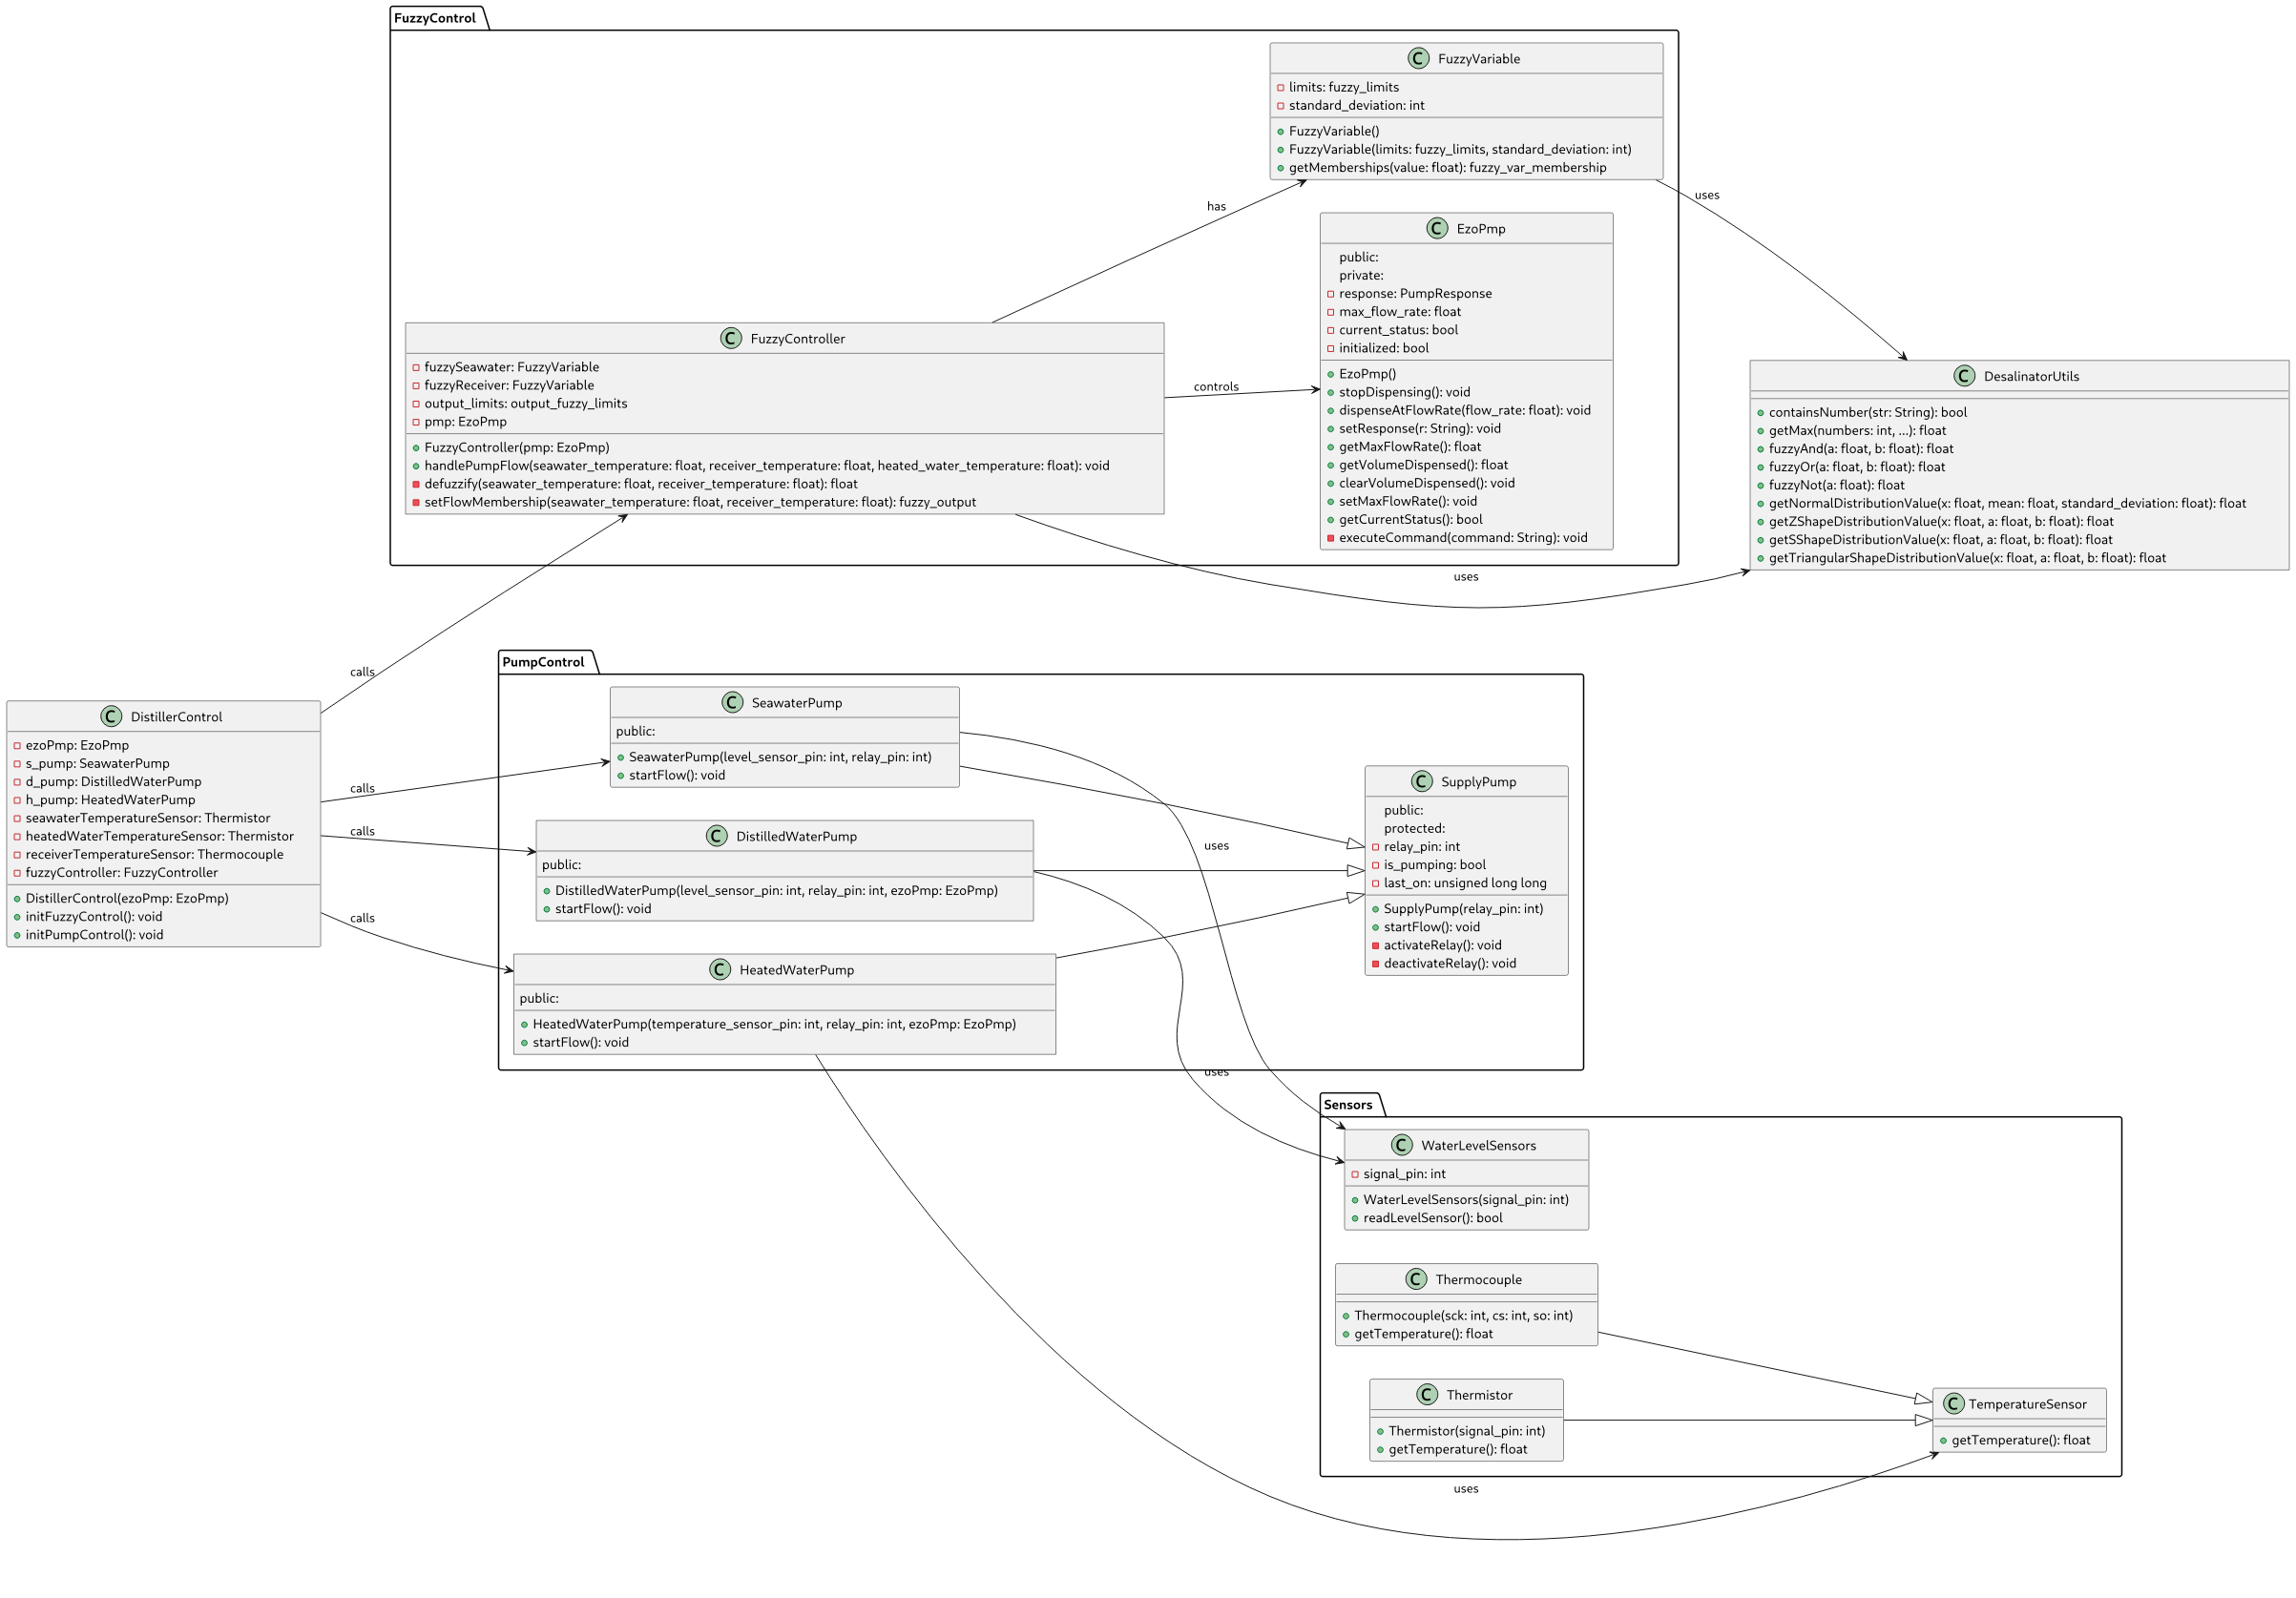 FuzzyControl
FuzzyVariable
limits: fuzzy_limits
standard_deviation: int
FuzzyVariable()
FuzzyVariable(limits: fuzzy_limits, standard_deviation: int)
getMemberships(value: float): fuzzy_var_membership
uses
has
EzoPmp
public:
private:
response: PumpResponse
max_flow_rate: float
current_status: bool
initialized: bool
EzoPmp()
stopDispensing(): void
dispenseAtFlowRate(flow_rate: float): void
setResponse(r: String): void
getMaxFlowRate(): float
getVolumeDispensed(): float
clearVolumeDispensed(): void
setMaxFlowRate(): void
getCurrentStatus(): bool
executeCommand(command: String): void
FuzzyController
fuzzySeawater: FuzzyVariable
fuzzyReceiver: FuzzyVariable
output_limits: output_fuzzy_limits
pmp: EzoPmp
FuzzyController(pmp: EzoPmp)
handlePumpFlow(seawater_temperature: float, receiver_temperature: float, heated_water_temperature: float): void
defuzzify(seawater_temperature: float, receiver_temperature: float): float
setFlowMembership(seawater_temperature: float, receiver_temperature: float): fuzzy_output
controls
DesalinatorUtils
containsNumber(str: String): bool
getMax(numbers: int, ...): float
fuzzyAnd(a: float, b: float): float
fuzzyOr(a: float, b: float): float
fuzzyNot(a: float): float
getNormalDistributionValue(x: float, mean: float, standard_deviation: float): float
getZShapeDistributionValue(x: float, a: float, b: float): float
getSShapeDistributionValue(x: float, a: float, b: float): float
getTriangularShapeDistributionValue(x: float, a: float, b: float): float
uses
calls
PumpControl
DistillerControl
ezoPmp: EzoPmp
s_pump: SeawaterPump
d_pump: DistilledWaterPump
h_pump: HeatedWaterPump
seawaterTemperatureSensor: Thermistor
heatedWaterTemperatureSensor: Thermistor
receiverTemperatureSensor: Thermocouple
fuzzyController: FuzzyController
DistillerControl(ezoPmp: EzoPmp)
initFuzzyControl(): void
initPumpControl(): void
calls
calls
calls
SeawaterPump
public:
SeawaterPump(level_sensor_pin: int, relay_pin: int)
startFlow(): void
DistilledWaterPump
public:
DistilledWaterPump(level_sensor_pin: int, relay_pin: int, ezoPmp: EzoPmp)
startFlow(): void
HeatedWaterPump
public:
HeatedWaterPump(temperature_sensor_pin: int, relay_pin: int, ezoPmp: EzoPmp)
startFlow(): void
uses
SupplyPump
public:
protected:
relay_pin: int
is_pumping: bool
last_on: unsigned long long
SupplyPump(relay_pin: int)
startFlow(): void
activateRelay(): void
deactivateRelay(): void
uses
Sensors
WaterLevelSensors
signal_pin: int
WaterLevelSensors(signal_pin: int)
readLevelSensor(): bool
Thermocouple
Thermocouple(sck: int, cs: int, so: int)
getTemperature(): float
Thermistor
Thermistor(signal_pin: int)
getTemperature(): float
TemperatureSensor
getTemperature(): float
uses